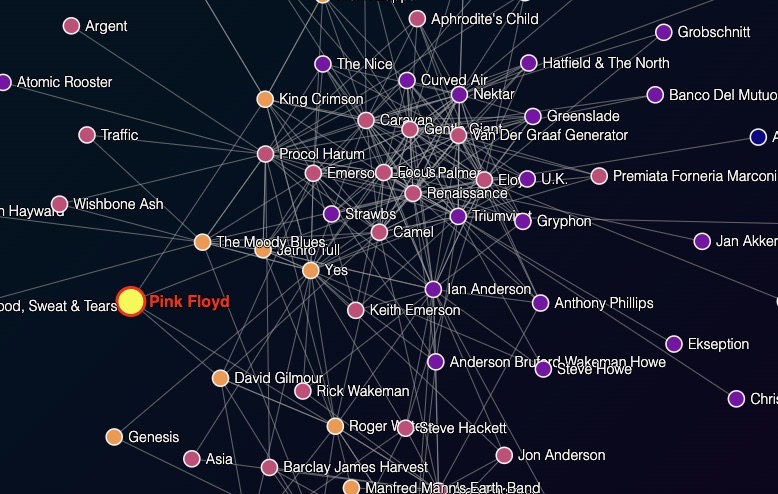 Aphrodite's Child
Argent
Grobschnitt
The Nice
Hatfield & The North
Atomic Rooster
Curved Air
Nektar
Banco Del Mutuo
King Crimson
Greenslade
Caravan
Gentle Giant
Van Der Graaf Generator
Traffic
A
Procol Harum
Emerso
Focus
Palmer
Elo
U.K.
Premiata Forneria Marconi
Renaissance
Wishbone Ash
n Hayward
Strawbs
Triumvirat
Gryphon
Camel
The Moody Blues
Jethro Tull
Jan Akker
Yes
Ian Anderson
ood, Sweat & Tears
Pink Floyd
Keith Emerson
Anthony Phillips
Ekseption
Anderson Bruford Wakeman Howe
Steve Howe
David Gilmour
Rick Wakeman
Chris
Roger Waters
Steve Hackett
Genesis
Asia
Barclay James Harvest
Jon Anderson
Manfred Mann's Earth Band